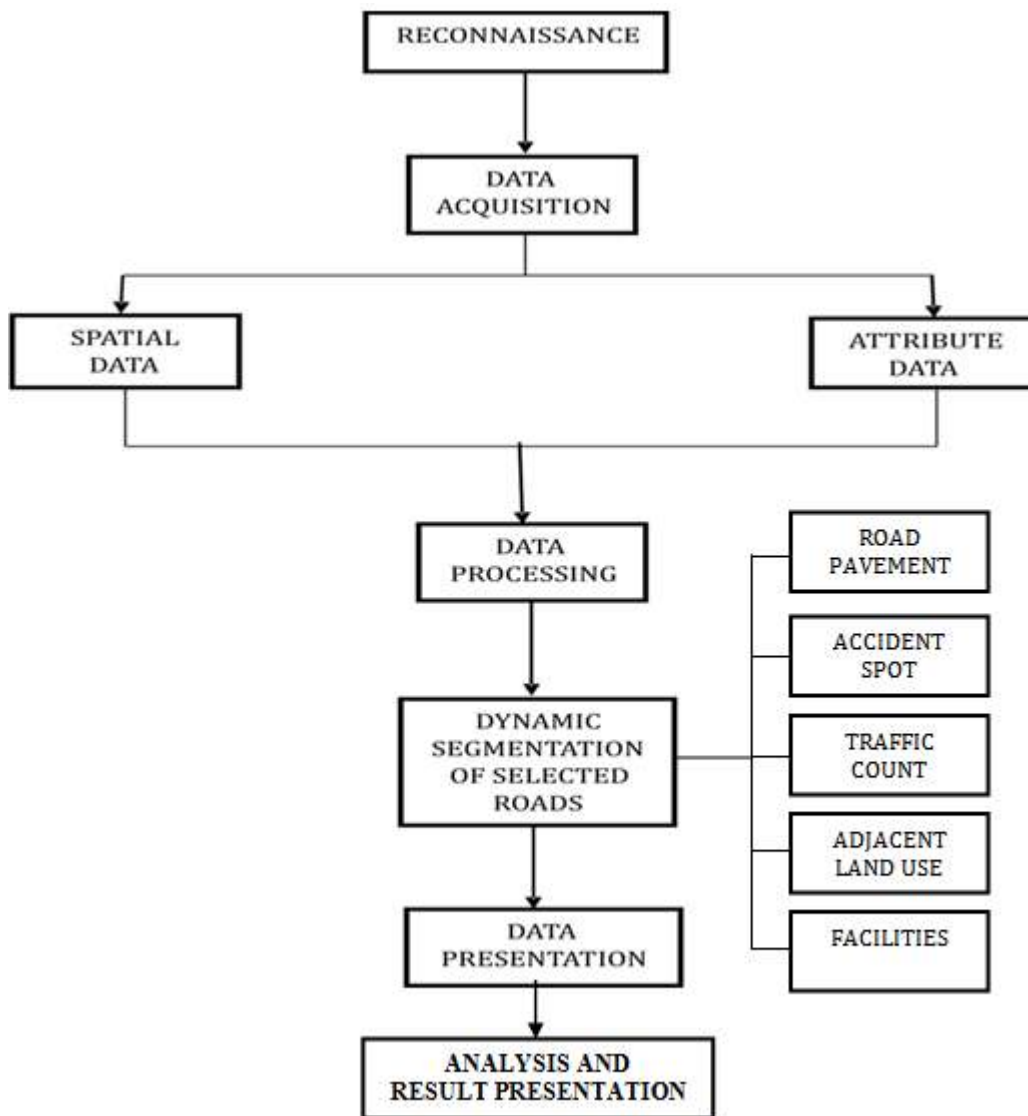 RECONNAISSANCE
DATA
ACQUISITION
SPATIAL
DATA
ATTRIBUTE
DATA
DATA
PROCESSING
ROAD
PAVEMENT
ACCIDENT
SPOT
DYNAMIC
SEGMENTATION
OF SELECTED
ROADS
TRAFFIC
COUNT
ADJACENT
LAND USE
FACILITIES
DATA
PRESENTATION
ANALYSIS AND
RESULT PRESENTATION